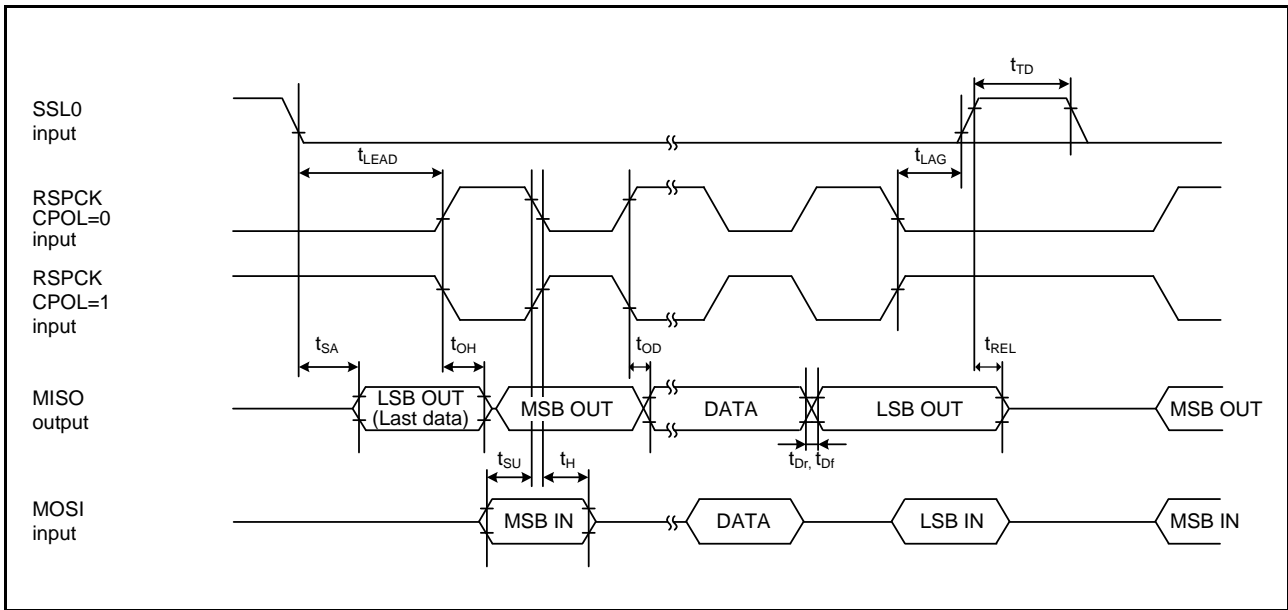 tTD
SSL0
input
tLEAD
tLAG
RSPCK
CPOL=0
input
RSPCK
CPOL=1
input
tSA
tOH
tOD
tREL
MISO
output
LSB OUT
(Last data)
MSB OUT
DATA
LSB OUT
MSB OUT
tSU
tH
tDr, tDf
MOSI
input
MSB IN
DATA
LSB IN
MSB IN